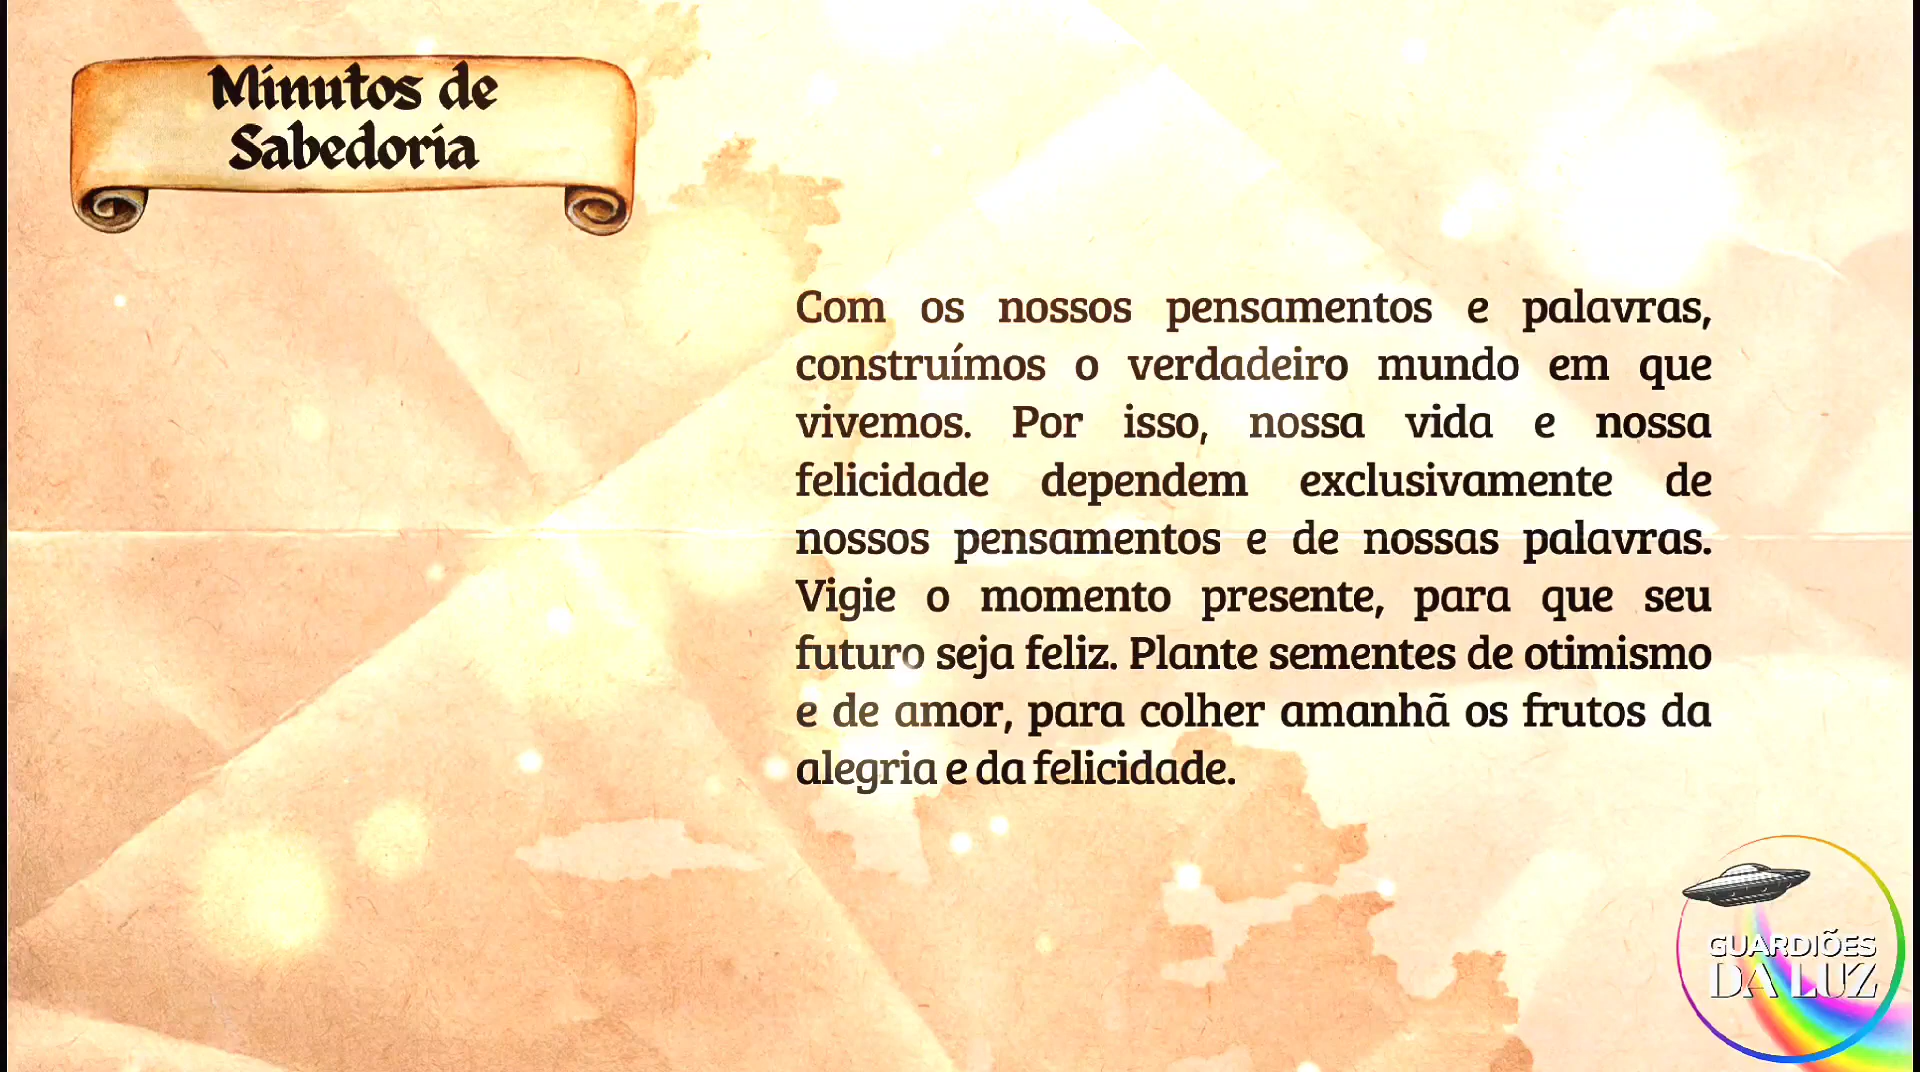 Minutos de
Sabedoria
Com os nossos pensamentos e palavras,
construímos o verdadeiro mundo em que
vivemos. Por isso, nossa vida e nossa
felicidade dependem exclusivamente de
nossos pensamentos e de nossas palavras.
Vigie o momento presente, para que seu
futuro seja feliz. Plante sementes de otimismo
e de amor, para colher amanhã os frutos da
alegria e da felicidade.
GUARDIÕES
DA LUZ